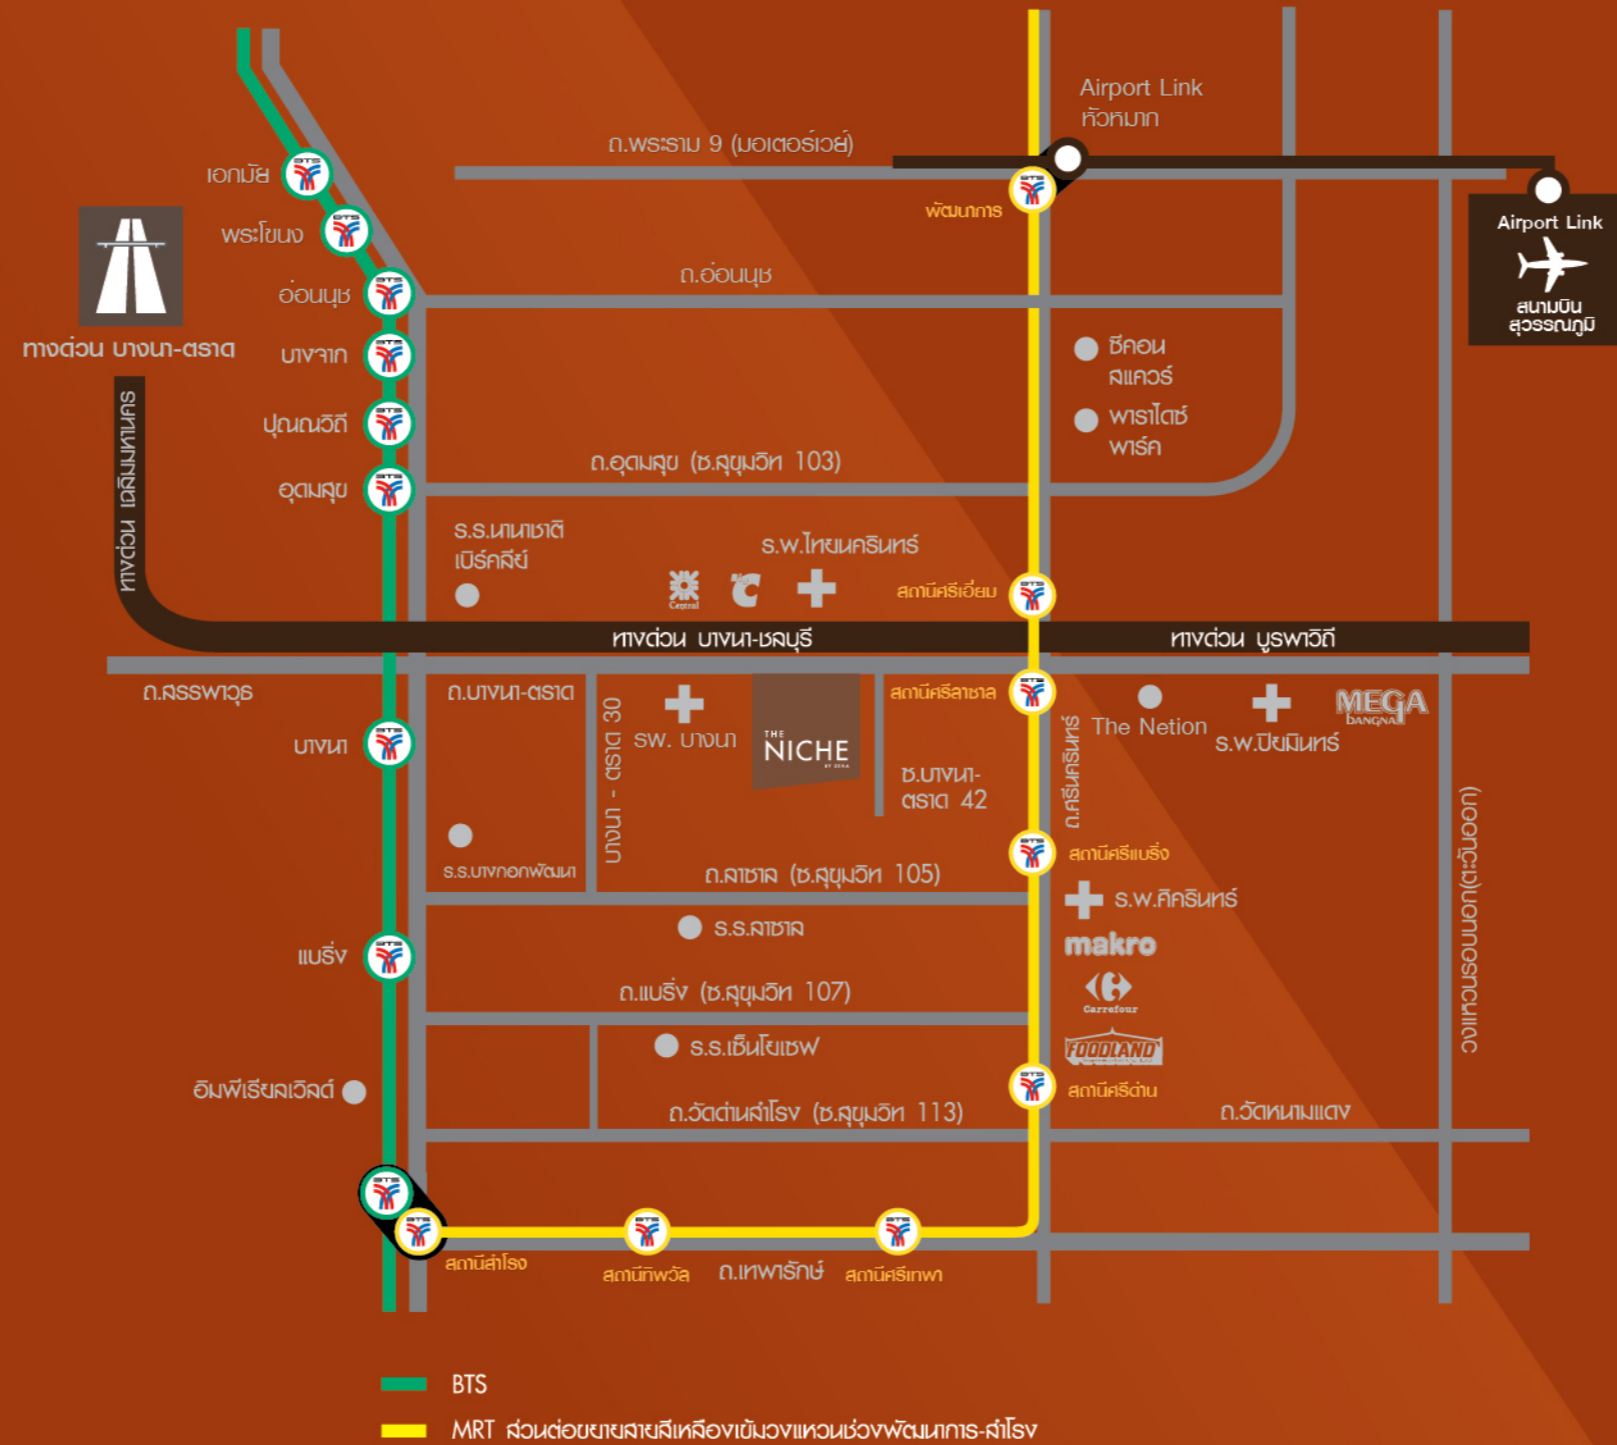 Airport Link
หัวหมาก
ถ.พระราม 9 (มอเตอร์เวย์)
เอกมัย
BTS
BTS
พัฒนาการ
พระโขนง
BTS
Airport Link
สนามบิน
สุวรรณภูมิ
ถ.อ่อนนุช
อ่อนนุช
BTS
ทางด่วน บางนา-ตราด
บางจาก
BTS
ซีคอน
สแควร์
พาราไดซ์
พาร์ค
ปุณณวิถี
BTS
ทางด่วน เฉลิมมหานคร
ถ.อุดมสุข (ซ.สุขุมวิท 103)
อุดมสุข
BTS
ร.ร.นานาชาติ
เบิร์คลีย์
ร.พ.ไทยนครินทร์
Central
Big C
สถานีศรีเอี่ยม
BTS
ทางด่วน บางนา-ชลบุรี
ทางด่วน บูรพาวิถี
ถ.สรรพาวุธ
ถ.บางนา-ตราด
บางนา - ตราด 30
รพ. บางนา
THE
NICHE
BY SENA
สถานีศรีลาซาล
BTS
ถ.ศรีนครินทร์
The Netion
ร.พ.ปิยมินทร์
MEGA
BANGNA
บางนา
BTS
ซ.บางนา-
ตราด 42
ร.ร.บางกอกพัฒนา
BTS
สถานีศรีแบริ่ง
ถ.ลาซาล (ซ.สุขุมวิท 105)
ร.พ.ศิครินทร์
makro
Carrefour
FOODLAND
ร.ร.ลาซาล
แบริ่ง
BTS
ถ.แบริ่ง (ซ.สุขุมวิท 107)
ร.ร.เซ็นโยเซฟ
วงแหวนรอบนอก(ตะวันออก)
อิมพีเรียลเวิลด์
BTS
สถานีศรีด่าน
ถ.วัดด่านสำโรง (ซ.สุขุมวิท 113)
ถ.วัดหนามแดง
BTS
BTS
BTS
BTS
สถานีสำโรง
สถานีทิพวัล
ถ.เทพารักษ์
สถานีศรีเทพา
BTS
MRT ส่วนต่อขยายสายสีเหลืองเข้มวงแหวนช่วงพัฒนาการ-สำโรง